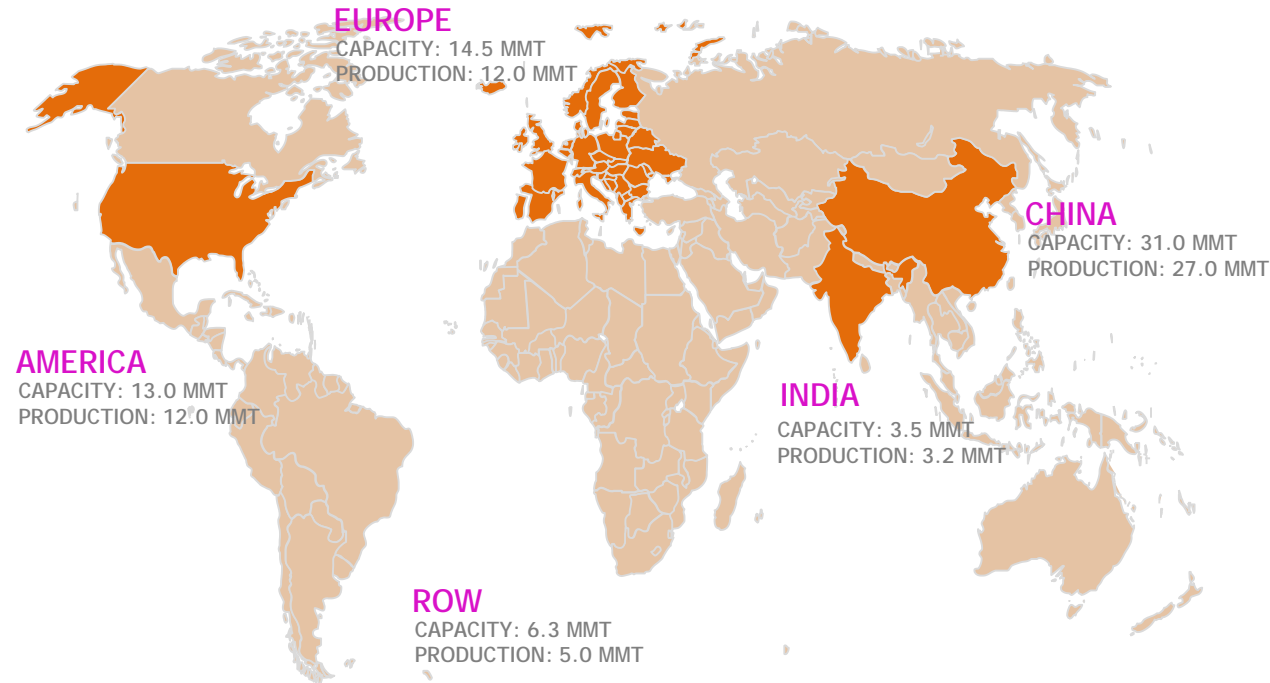 EUROPE
CAPACITY: 14.5 MMT
PRODUCTION: 12.0 MMT
CHINA
CAPACITY: 31.0 MMT
PRODUCTION: 27.0 MMT
AMERICA
CAPACITY: 13.0 MMT
PRODUCTION: 12.0 MMT
INDIA
CAPACITY: 3.5 MMT
PRODUCTION: 3.2 MMT
ROW
CAPACITY: 6.3 MMT
PRODUCTION: 5.0 MMT